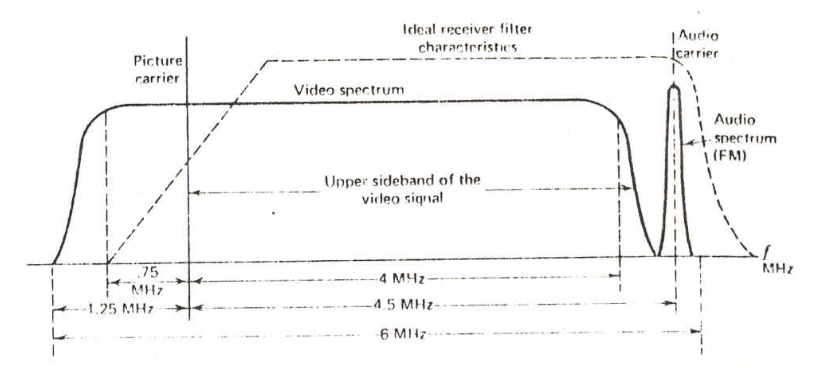 Ideal receiver filter
characteristics
Audio
carrier
Picture
carrier
Video spectrum
Audio
spectrum
(FM)
Upper sideband of the
video signal
f
MHz
.75
MHz
4 MHz
1.25 MHz
4.5 MHz
6 MHz